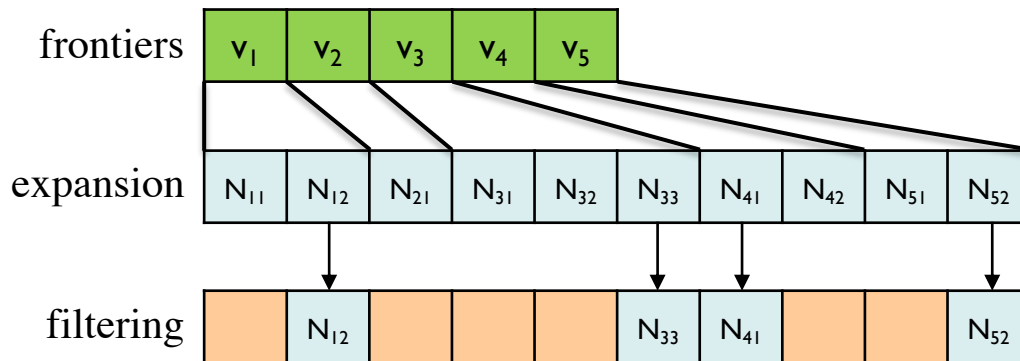 frontiers v₁ v₂ v₃ v₄ v₅
expansion N₁₁ N₁₂ N₂₁ N₃₁ N₃₂ N₃₃ N₄₁ N₄₂ N₅₁ N₅₂
filtering N₁₂ N₃₃ N₄₁ N₅₂